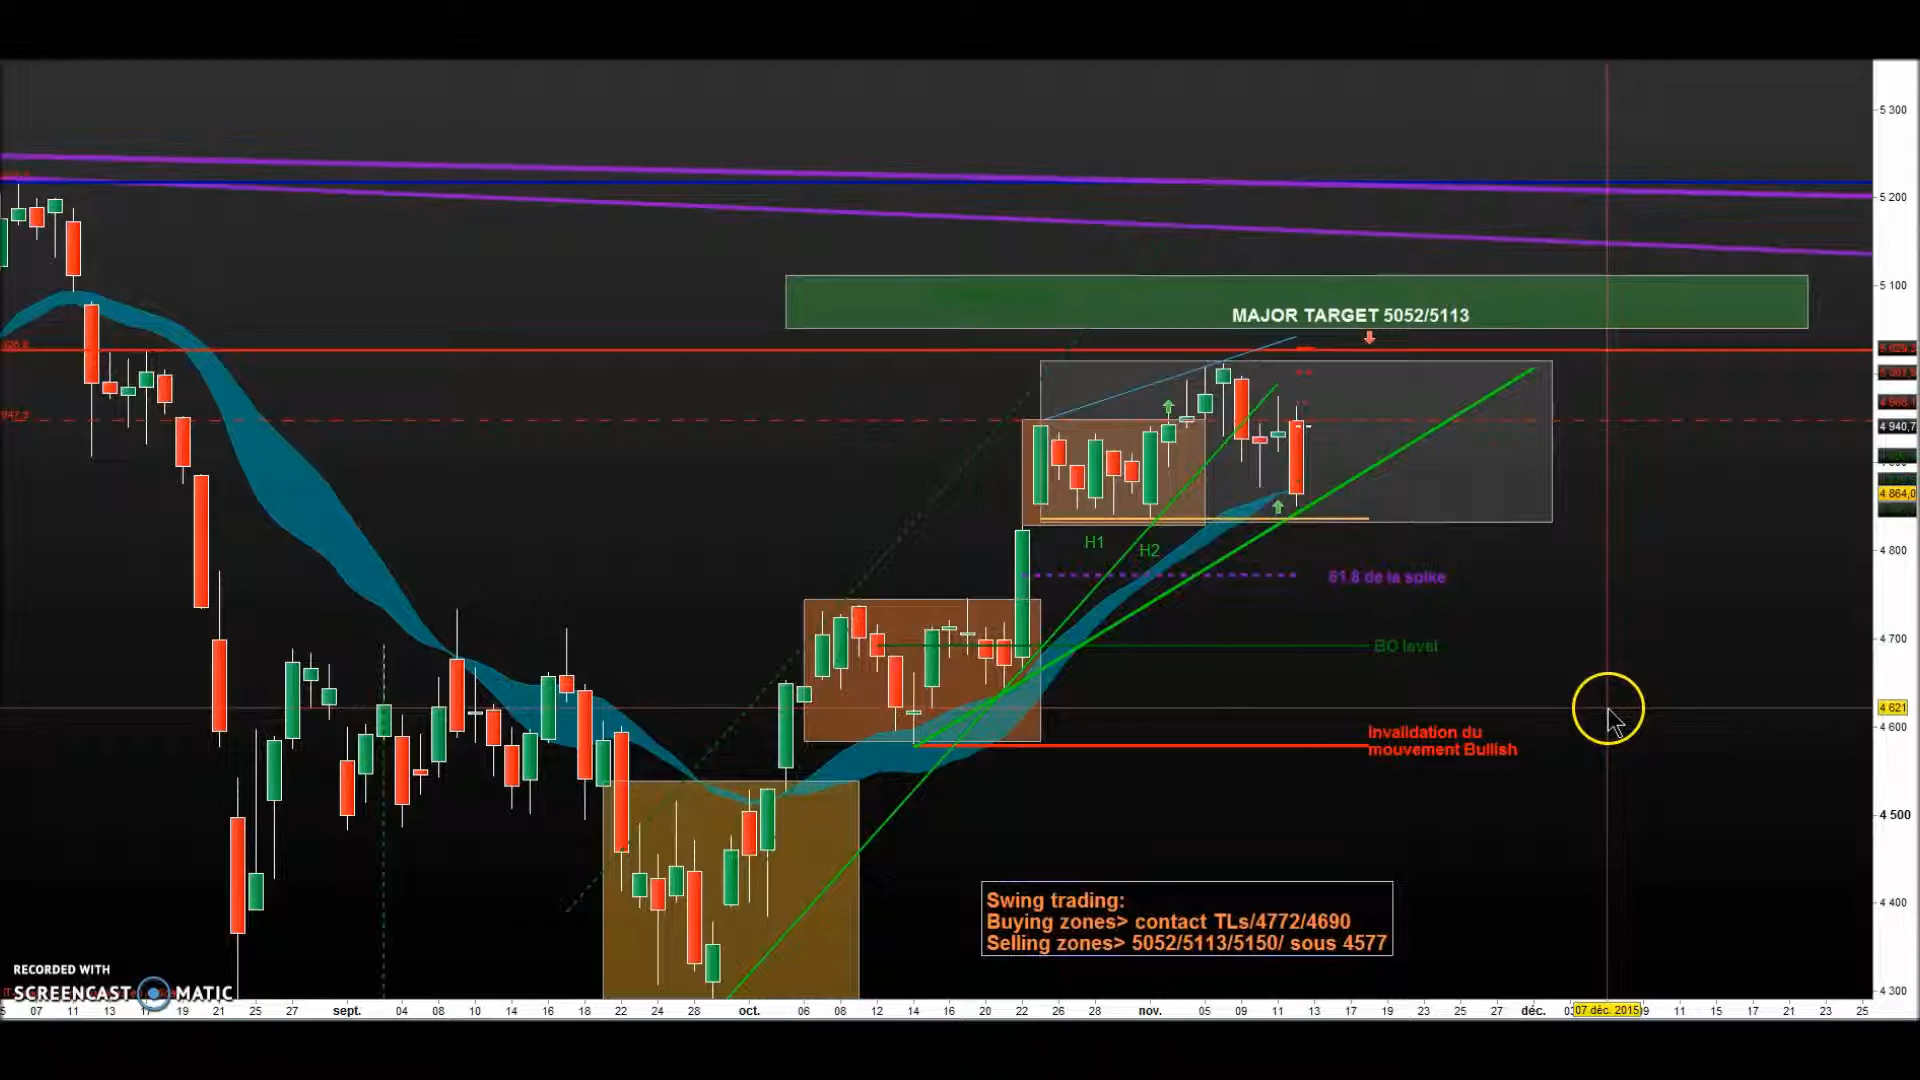 5 300
5 200
5 100
MAJOR TARGET 5052/5113
4 940,7
4 864,0
H1
H2
4 800
61.8 de la spike
4 700
BO level
4 621
4 600
Invalidation du
mouvement Bullish
4 500
4 400
Swing trading:
Buying zones> contact TLs/4772/4690
Selling zones> 5052/5113/5150/ sous 4577
4 300
RECORDED WITH
SCREENCAST MATIC
5 07 11 13 17 19 21 25 27 sept. 04 08 10 14 16 18 22 24 28 oct. 06 08 12 14 16 20 22 26 28 nov. 05 09 11 13 17 19 23 25 27 déc. 07 déc. 2015 11 15 17 21 23 25